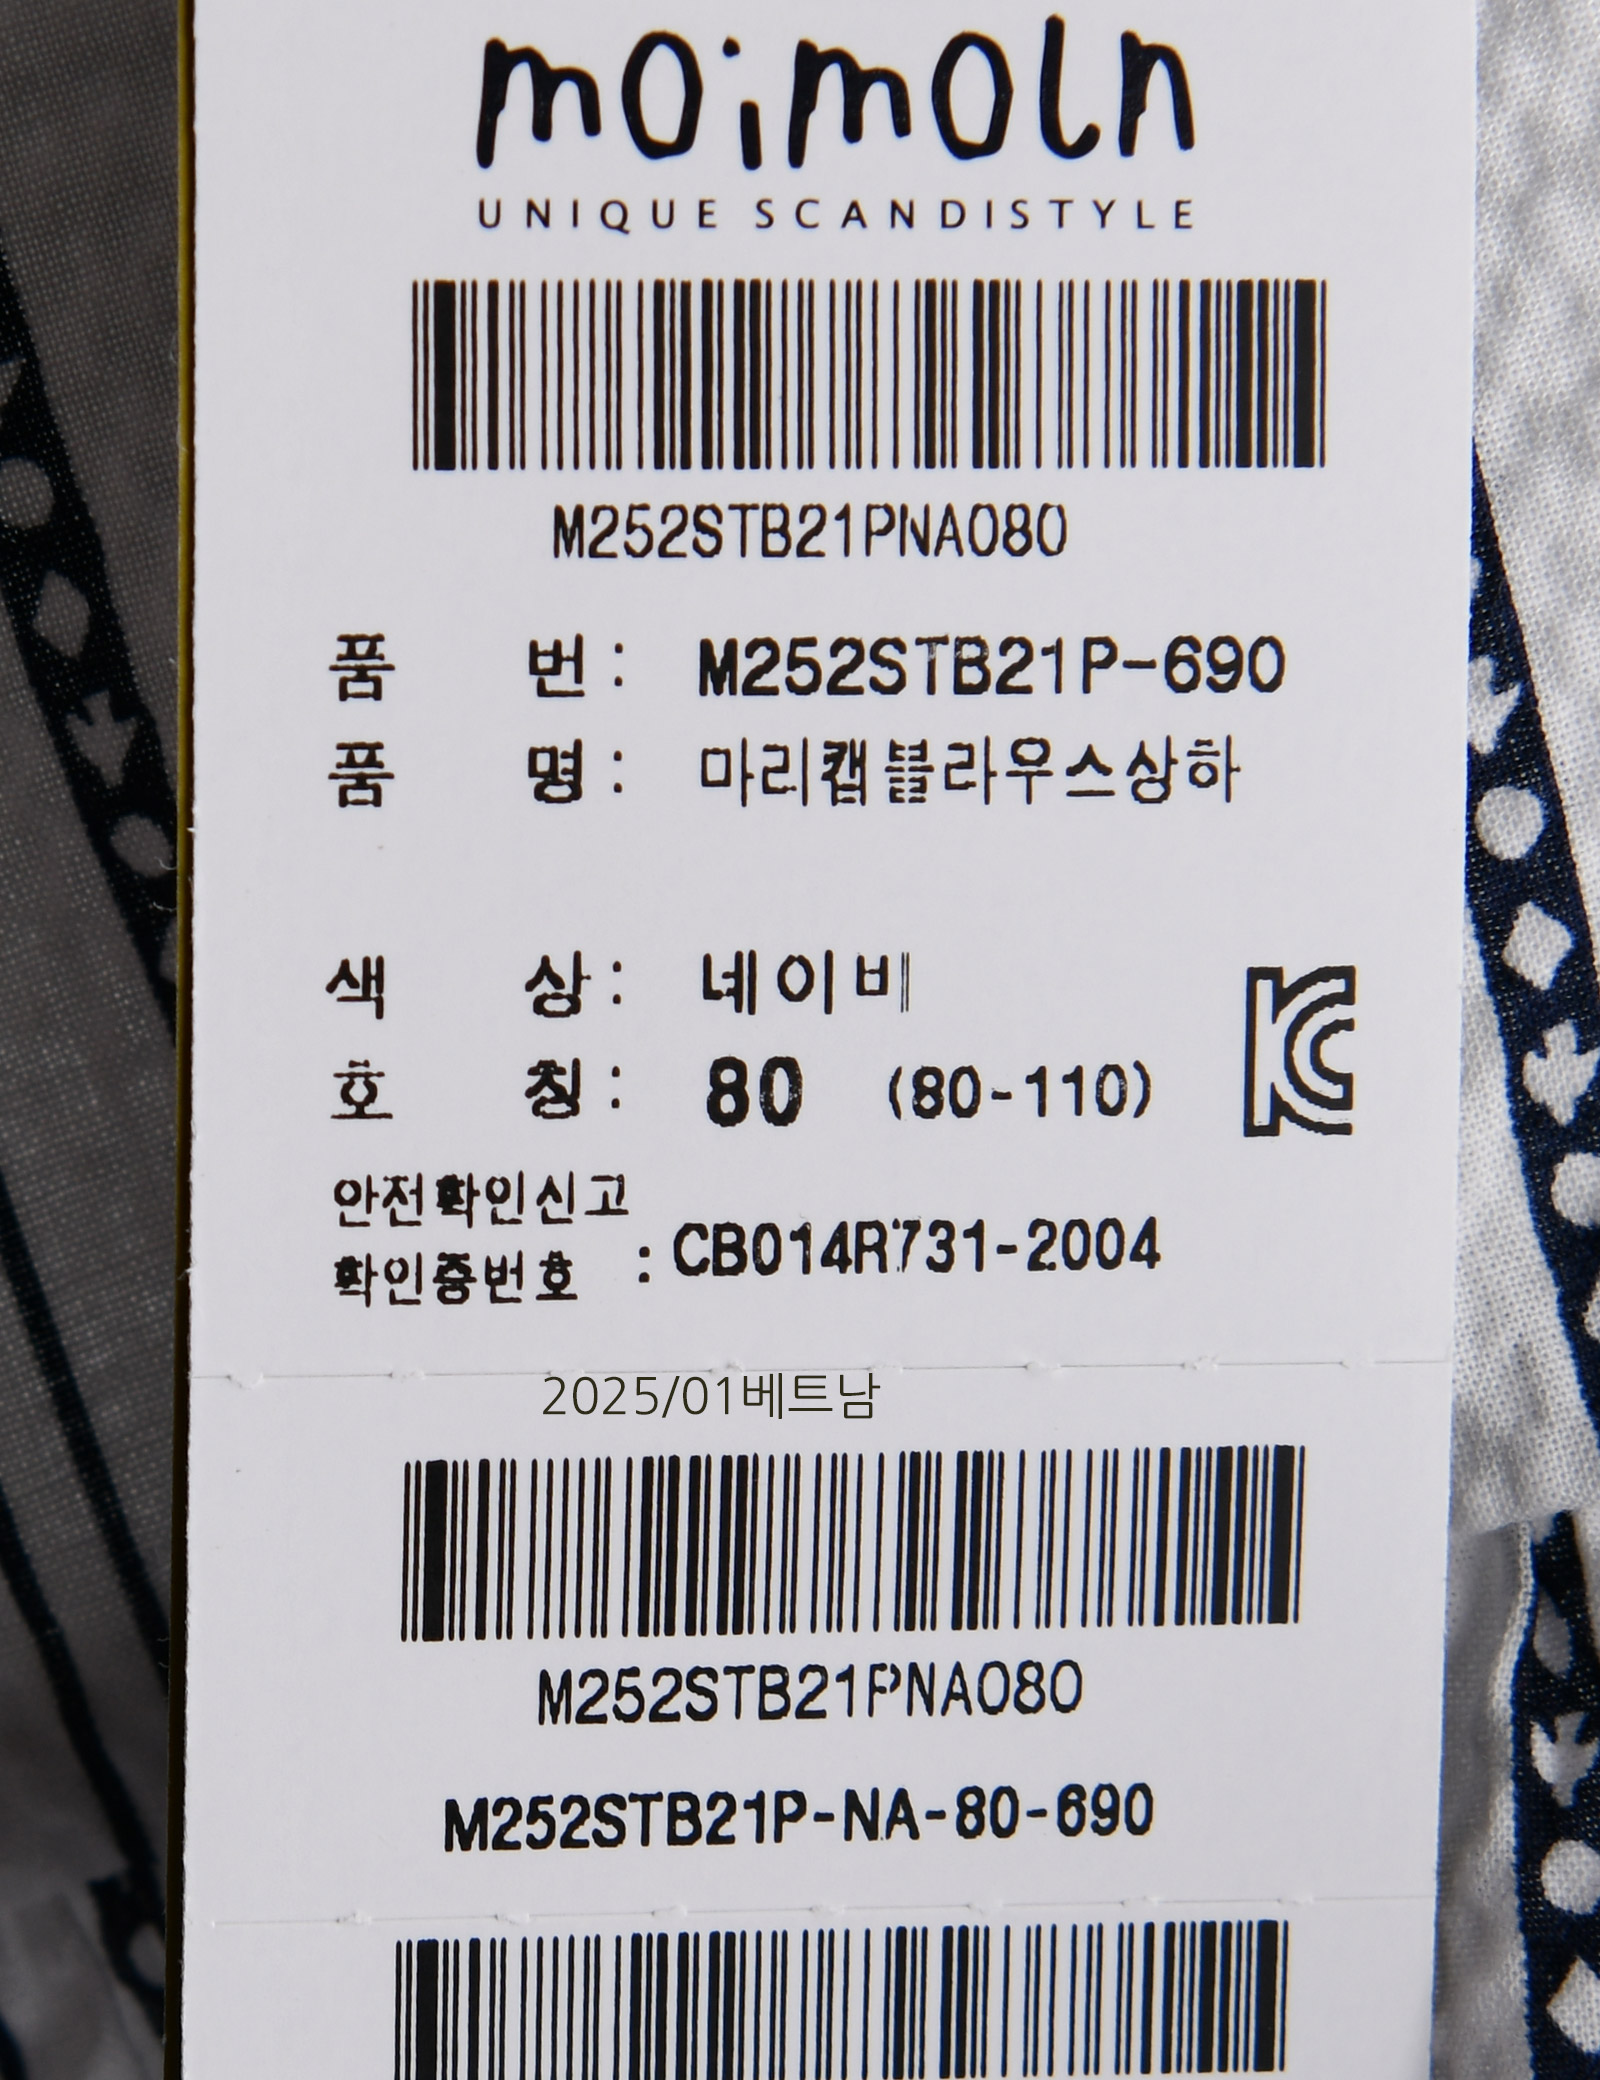 moimoln
UNIQUE SCANDISTYLE
M252STB21PNA080
품 번 : M252STB21P-690
품 명 : 마리캡블라우스상하
색 상 : 네이비
호 칭 : 80 (80-110)
KC
안전확인신고
확인증번호 : CB014R731-2004
2025/01베트남
M252STB21PNA080
M252STB21P-NA-80-690